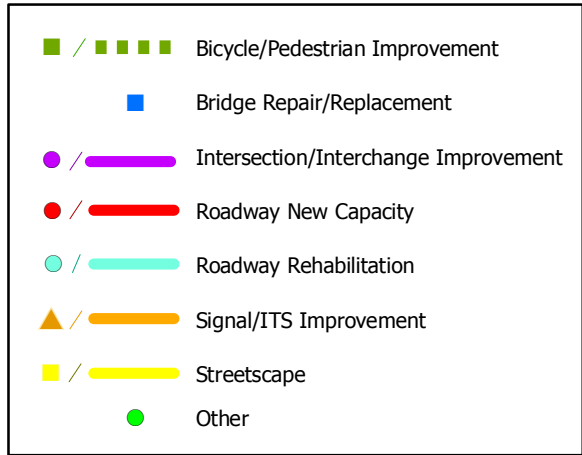 Bicycle/Pedestrian Improvement
Bridge Repair/Replacement
Intersection/Interchange Improvement
Roadway New Capacity
Roadway Rehabilitation
Signal/ITS Improvement
Streetscape
Other